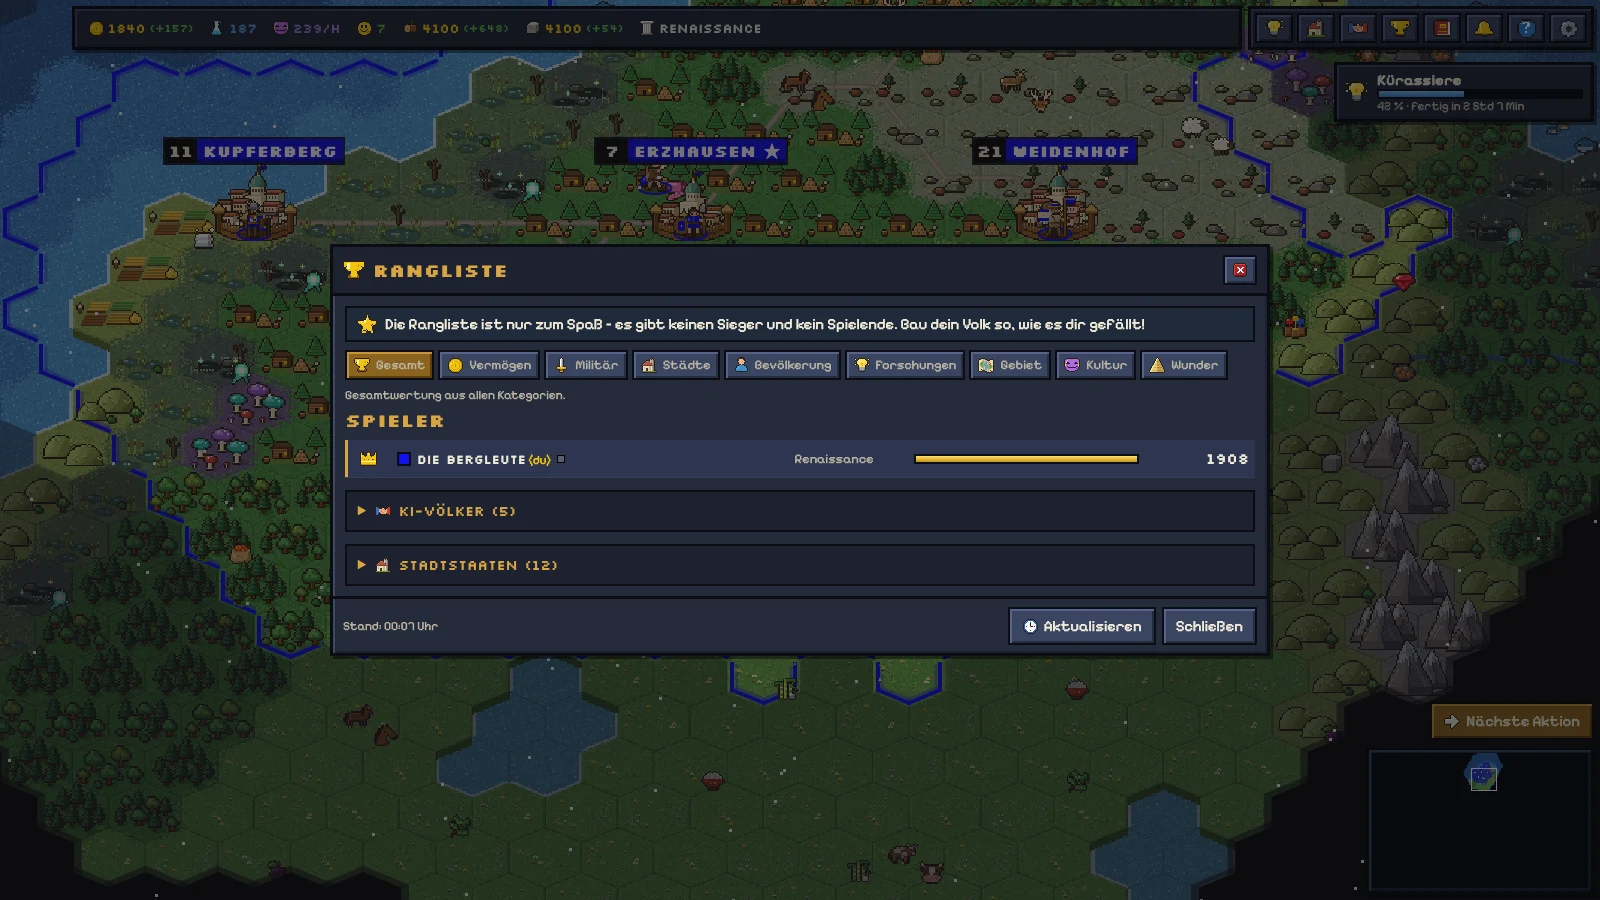 1840 (+157) 187 239/H 7 4100 (+648) 4100 (+54) RENAISSANCE
Kürassiere
42 % · Fertig in 2 Std 7 Min
11 KUPFERBERG
7 ERZHAUSEN
21 WEIDENHOF
RANGLISTE
Die Rangliste ist nur zum Spaß - es gibt keinen Sieger und kein Spielende. Bau dein Volk so, wie es dir gefällt!
Gesamt Vermögen Militär Städte Bevölkerung Forschungen Gebiet Kultur Wunder
Gesamtwertung aus allen Kategorien.
SPIELER
DIE BERGLEUTE (du) Renaissance 1908
KI-VÖLKER (5)
STADTSTAATEN (12)
Stand: 00:07 Uhr
Aktualisieren
Schließen
Nächste Aktion